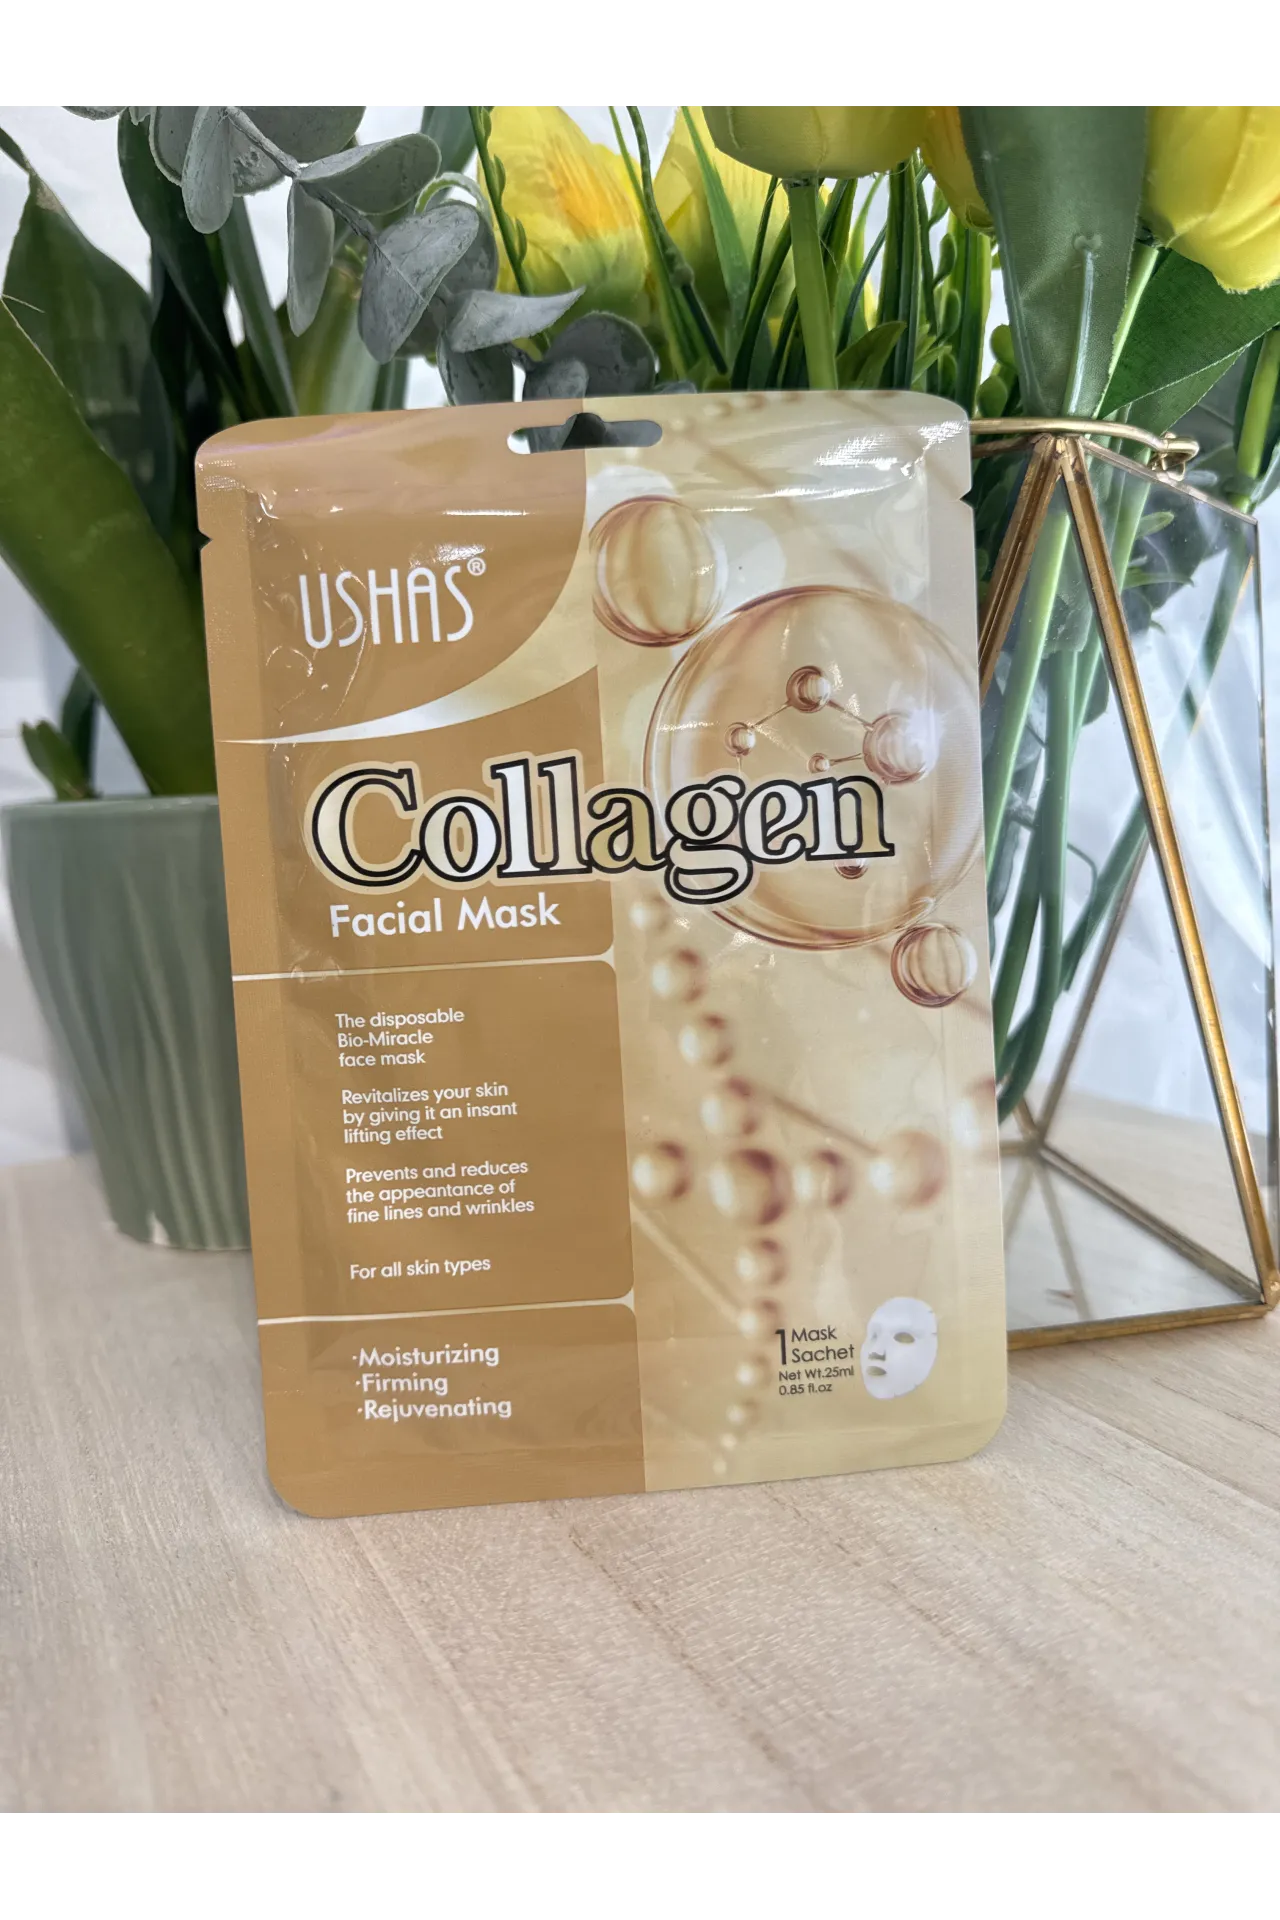 USHAS®
Collagen
Facial Mask
The disposable
Bio-Miracle
face mask
Revitalizes your skin
by giving it an insant
lifting effect
Prevents and reduces
the appeantance of
fine lines and wrinkles
For all skin types
·Moisturizing
·Firming
·Rejuvenating
1 Mask
Sachet
Net Wt.25ml
0.85 fl.oz